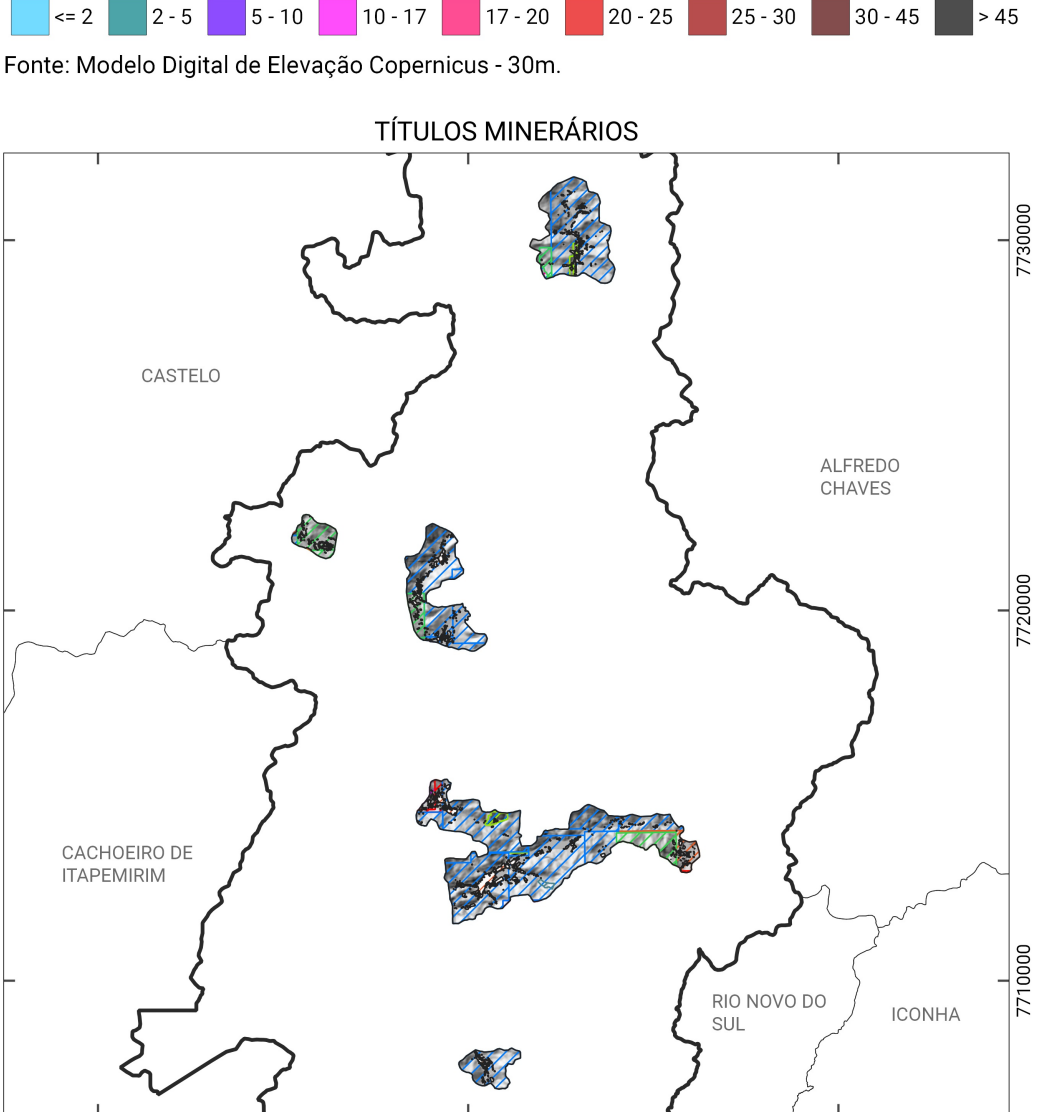 <= 2 2 - 5 5 - 10 10 - 17 17 - 20 20 - 25 25 - 30 30 - 45 > 45
Fonte: Modelo Digital de Elevação Copernicus - 30m.
TÍTULOS MINERÁRIOS
7730000
CASTELO
ALFREDO
CHAVES
7720000
CACHOEIRO DE
ITAPEMIRIM
7710000
RIO NOVO DO
SUL
ICONHA